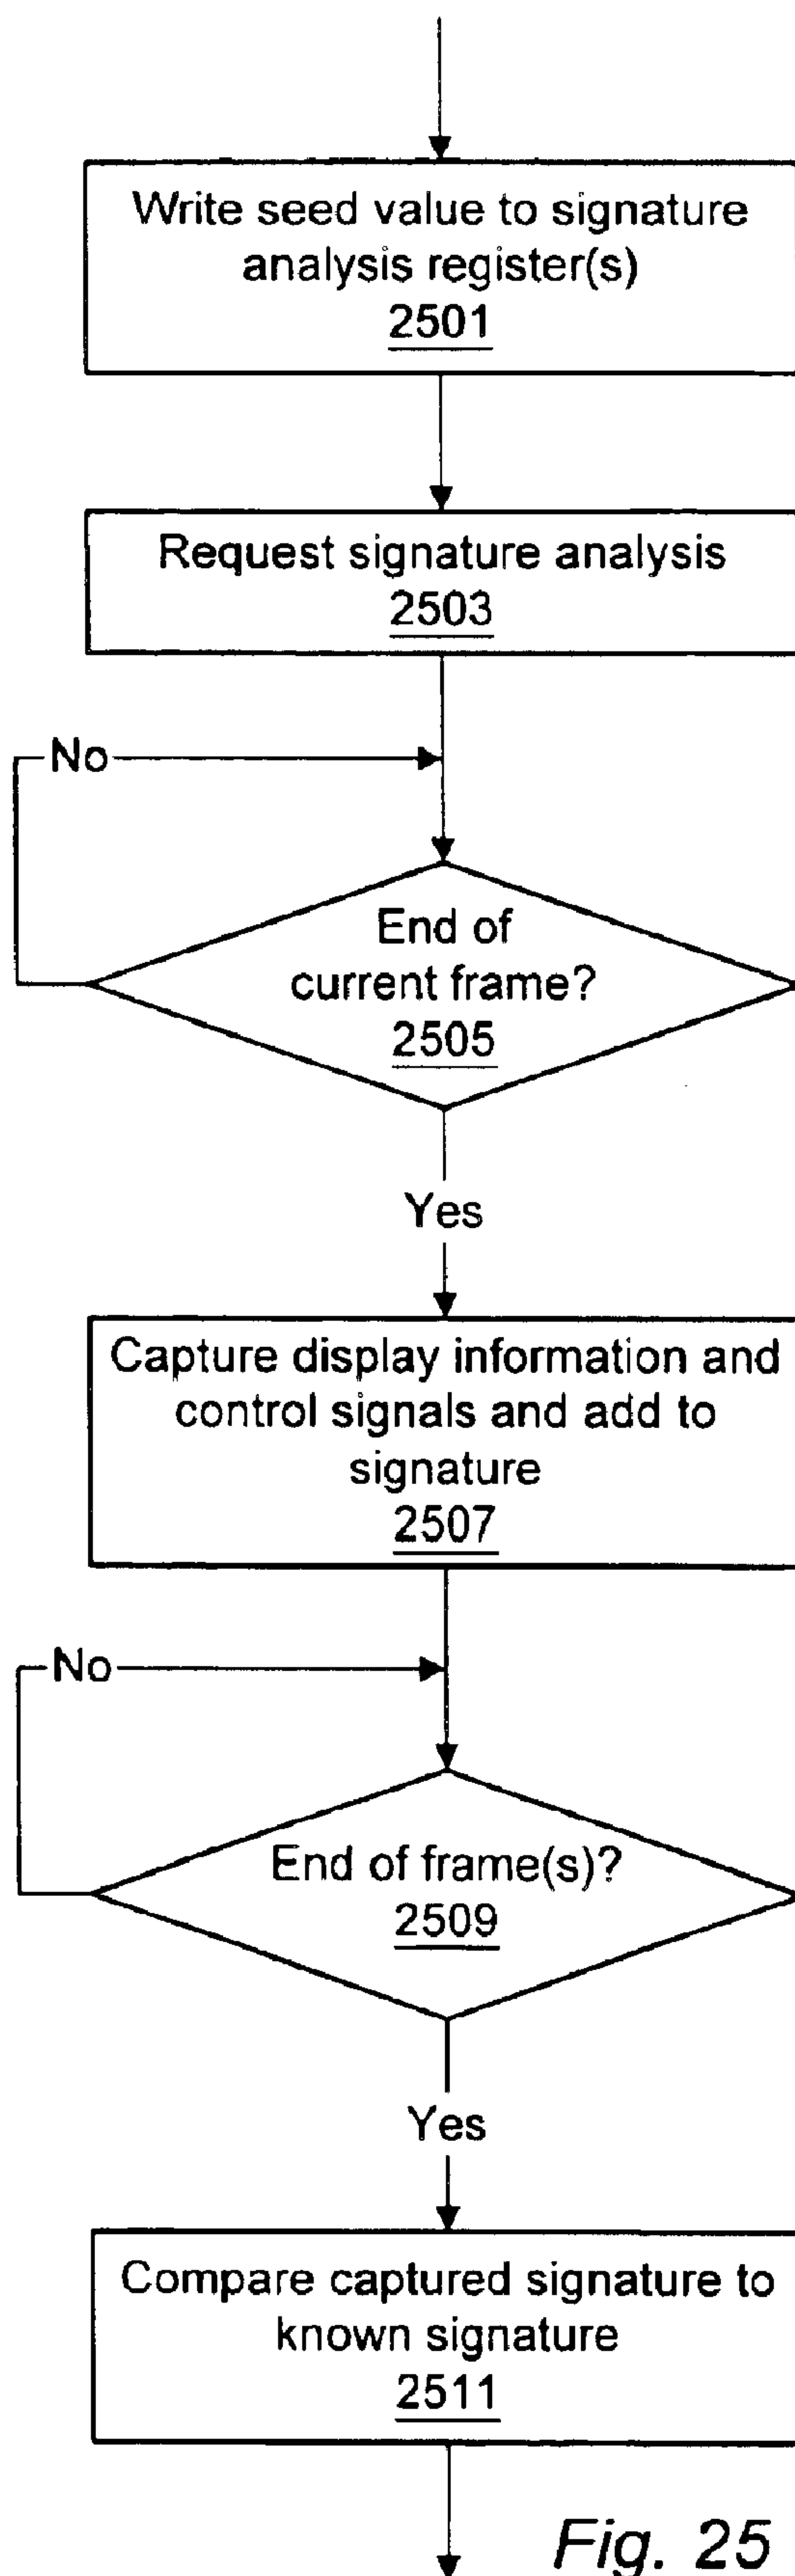 Write seed value to signature
analysis register(s)
2501
Request signature analysis
2503
No
End of
current frame?
2505
Yes
Capture display information and
control signals and add to
signature
2507
No
End of frame(s)?
2509
Yes
Compare captured signature to
known signature
2511
Fig. 25